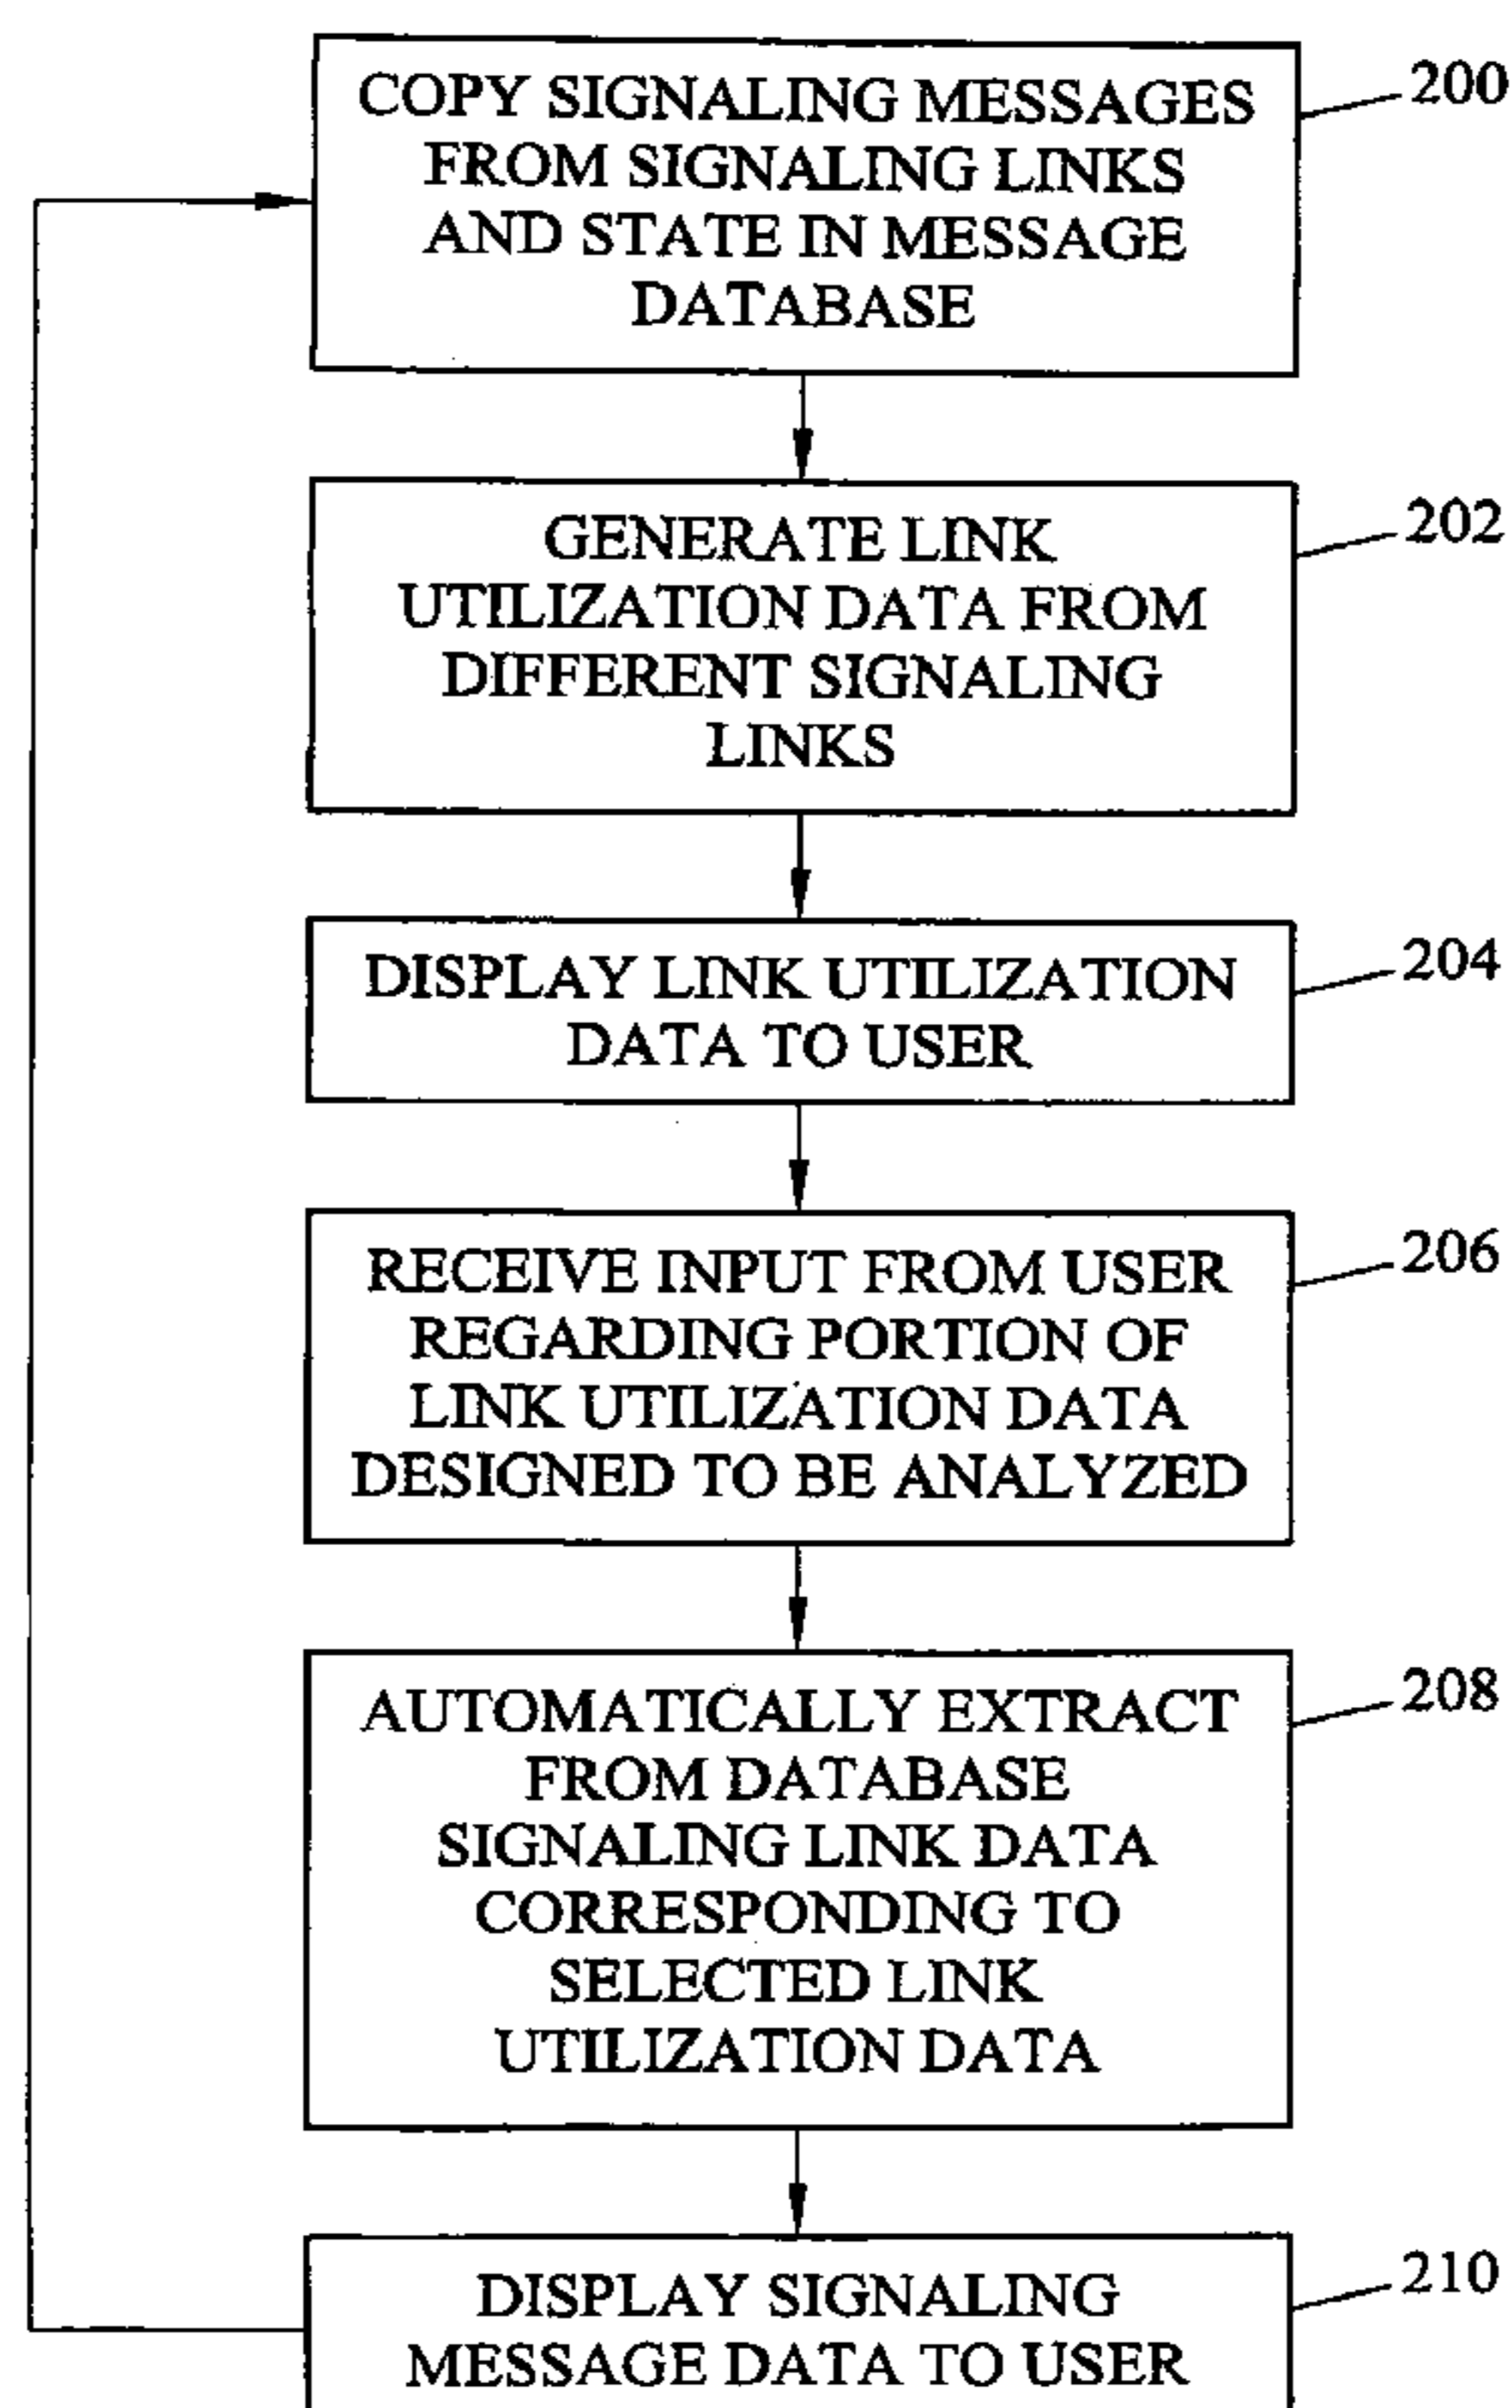 COPY SIGNALING MESSAGES
FROM SIGNALING LINKS
AND STATE IN MESSAGE
DATABASE
200
GENERATE LINK
UTILIZATION DATA FROM
DIFFERENT SIGNALING
LINKS
202
DISPLAY LINK UTILIZATION
DATA TO USER
204
RECEIVE INPUT FROM USER
REGARDING PORTION OF
LINK UTILIZATION DATA
DESIGNED TO BE ANALYZED
206
AUTOMATICALLY EXTRACT
FROM DATABASE
SIGNALING LINK DATA
CORRESPONDING TO
SELECTED LINK
UTILIZATION DATA
208
DISPLAY SIGNALING
MESSAGE DATA TO USER
210